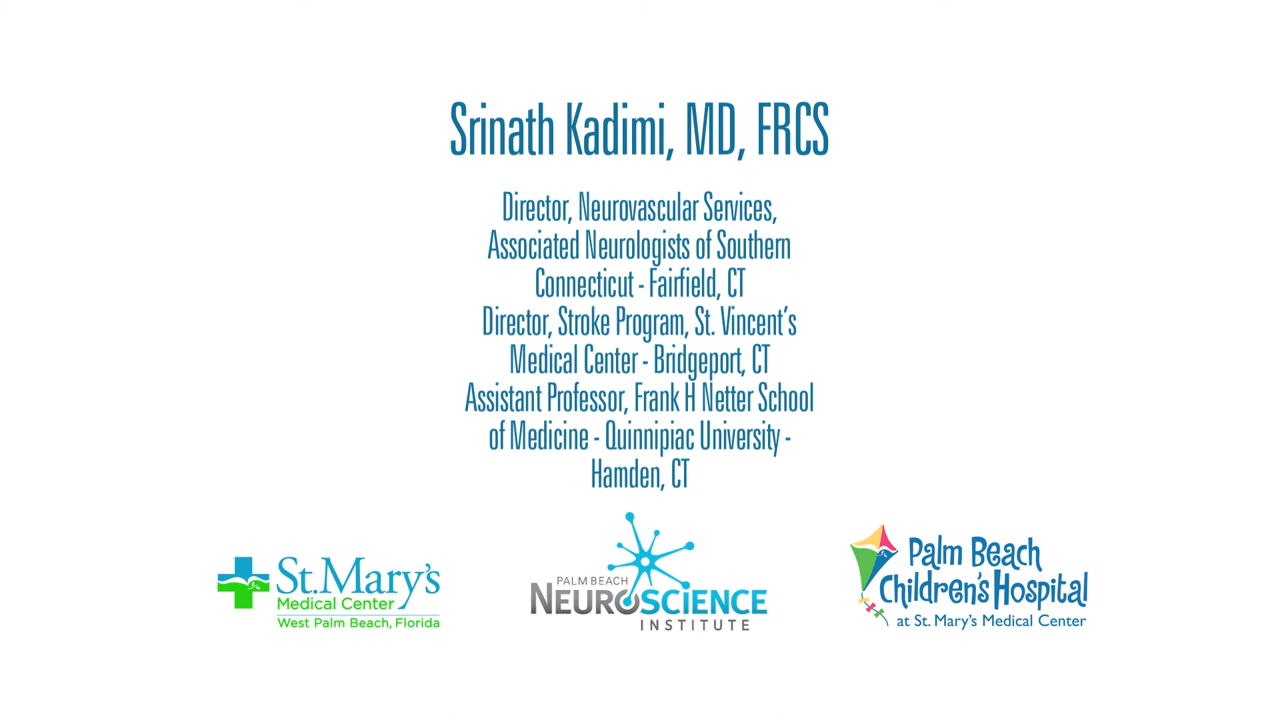 Srinath Kadimi, MD, FRCS
Director, Neurovascular Services,
Associated Neurologists of Southern
Connecticut - Fairfield, CT
Director, Stroke Program, St. Vincent's
Medical Center - Bridgeport, CT
Assistant Professor, Frank H Netter School
of Medicine - Quinnipiac University -
Hamden, CT
St. Mary's
Medical Center
West Palm Beach, Florida
PALM BEACH
NEUROSCIENCE
INSTITUTE
Palm Beach
Children's Hospital
at St. Mary's Medical Center